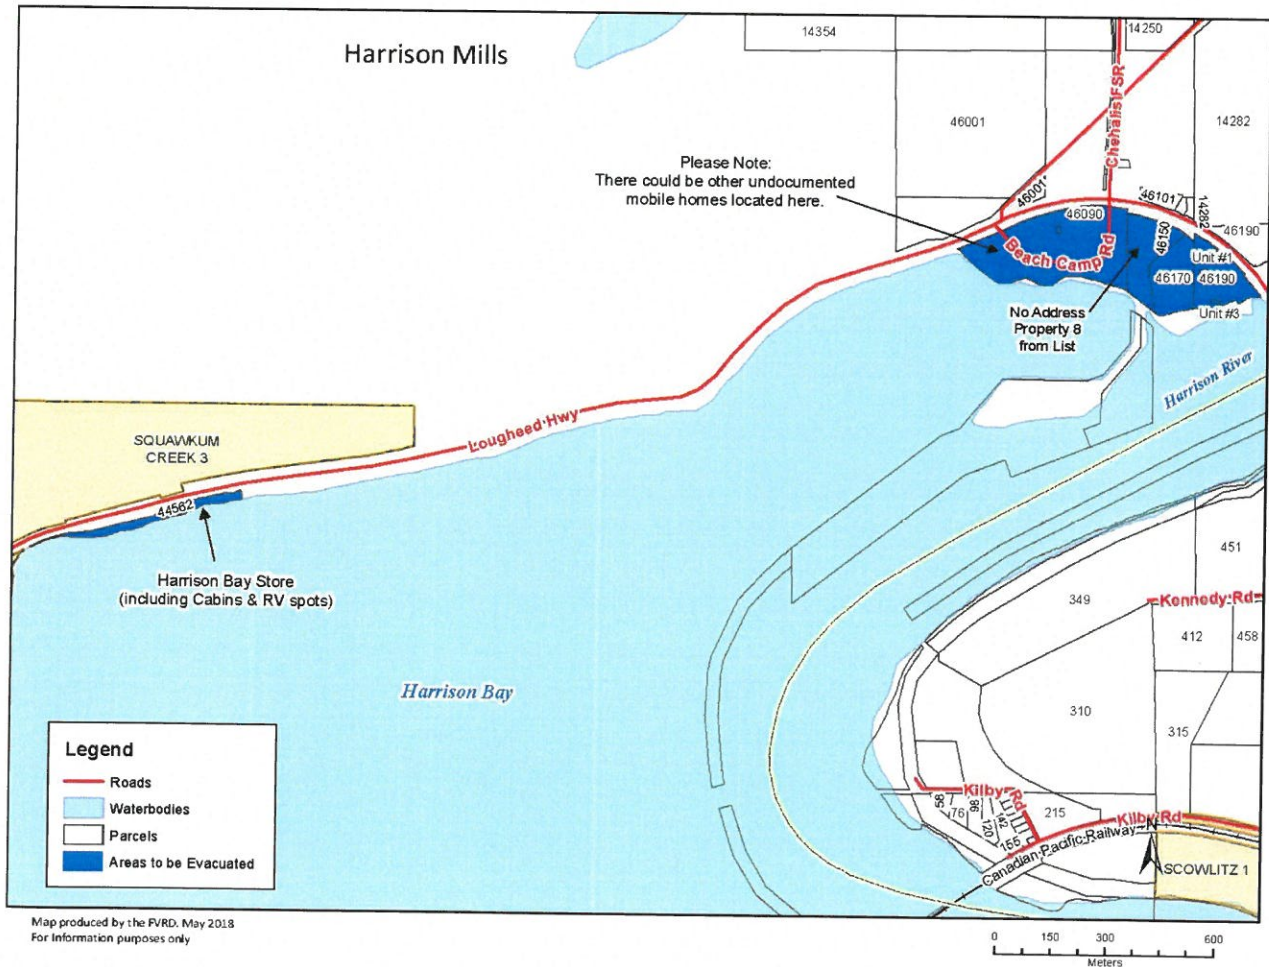 Harrison Mills
14354
14250
Chehalis FSR
46001
14282
Please Note:
There could be other undocumented
mobile homes located here.
46001
46101
14282
46090
46150
46190
Beach Camp Rd
Unit #1
46170
46190
No Address
Property 8
from List
Unit #3
Harrison River
Lougheed Hwy
SQUAWKUM
CREEK 3
44562
Harrison Bay Store
(including Cabins & RV spots)
451
349
Kennedy Rd
412
458
Harrison Bay
310
315
Legend
Roads
Waterbodies
Parcels
Areas to be Evacuated
Kilby Rd
58
76
98
120
142
155
215
Kilby Rd
Canadian Pacific Railway
N
SCOWLITZ 1
Map produced by the FVRD. May 2018
For Information purposes only
0 150 300 600
Meters